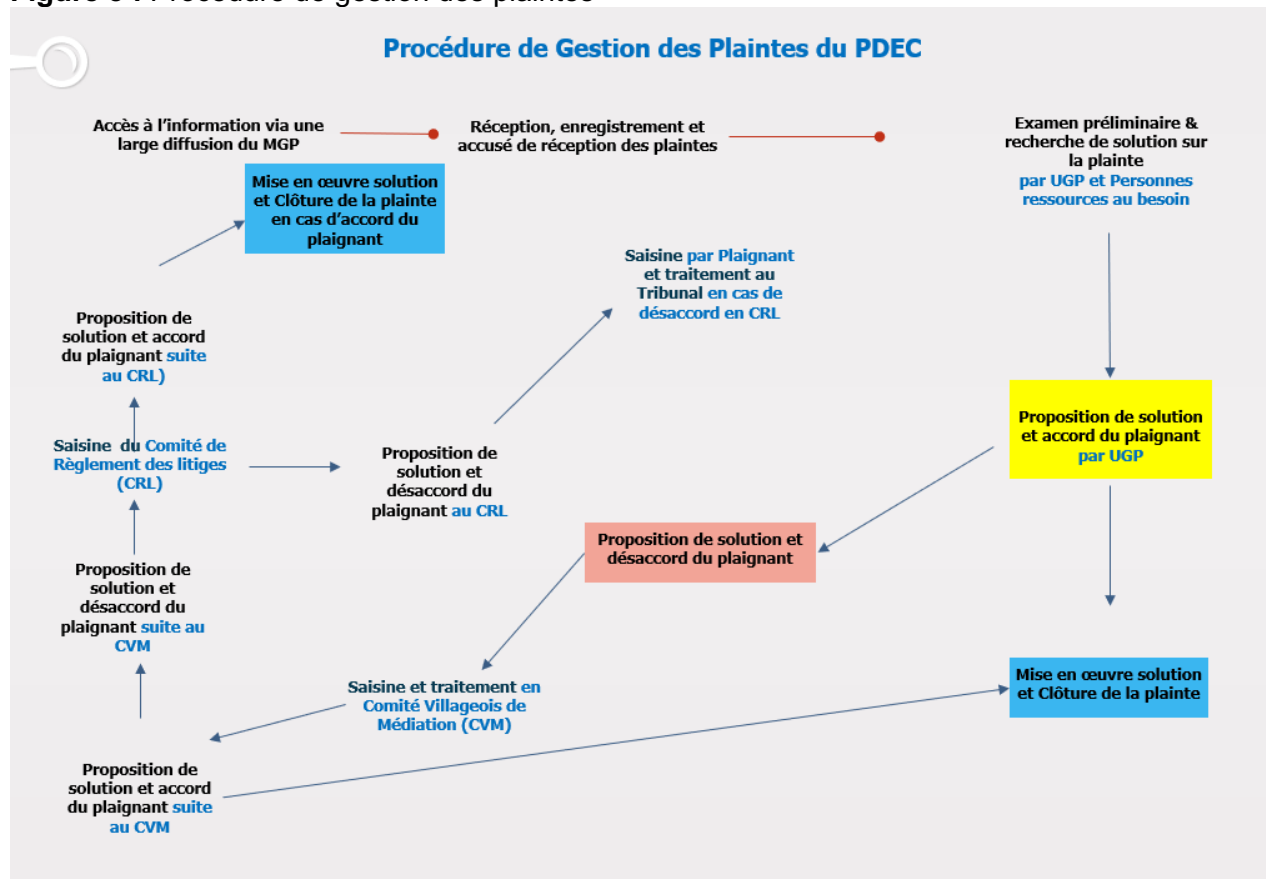 Figure 3 : Procédure de gestion des plaintes
Procédure de Gestion des Plaintes du PDEC
Accès à l'information via une
large diffusion du MGP
Réception, enregistrement et
accusé de réception des plaintes
Examen préliminaire &
recherche de solution sur
la plainte
par UGP et Personnes
ressources au besoin
Mise en œuvre solution
et Clôture de la plainte
en cas d'accord du
plaignant
Saisine par Plaignant
et traitement au
Tribunal en cas de
désaccord en CRL
Proposition de
solution et accord
du plaignant suite
au CRL)
Saisine du Comité de
Règlement des litiges
(CRL)
Proposition de
solution et
désaccord du
plaignant au CRL
Proposition de solution
et accord du plaignant
par UGP
Proposition de solution et
désaccord du plaignant
Proposition de
solution et
désaccord du
plaignant suite au
CVM
Saisine et traitement en
Comité Villageois de
Médiation (CVM)
Mise en œuvre solution
et Clôture de la plainte
Proposition de
solution et accord
du plaignant suite
au CVM